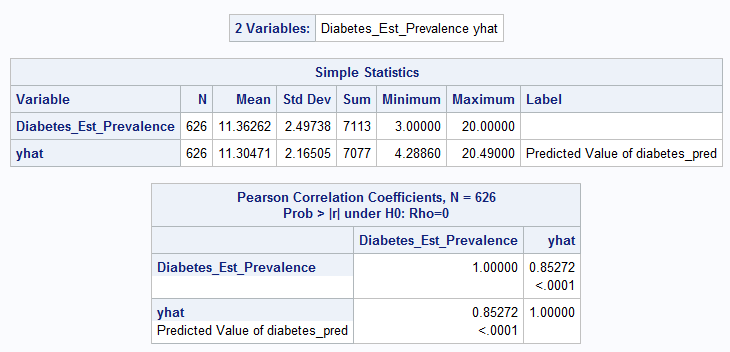 2 Variables: Diabetes_Est_Prevalence yhat
Simple Statistics
Variable N Mean Std Dev Sum Minimum Maximum Label
Diabetes_Est_Prevalence 626 11.36262 2.49738 7113 3.00000 20.00000
yhat 626 11.30471 2.16505 7077 4.28860 20.49000 Predicted Value of diabetes_pred
Pearson Correlation Coefficients, N = 626
Prob > |r| under H0: Rho=0
Diabetes_Est_Prevalence yhat
Diabetes_Est_Prevalence 1.00000 0.85272
<.0001
yhat 0.85272 1.00000
Predicted Value of diabetes_pred <.0001